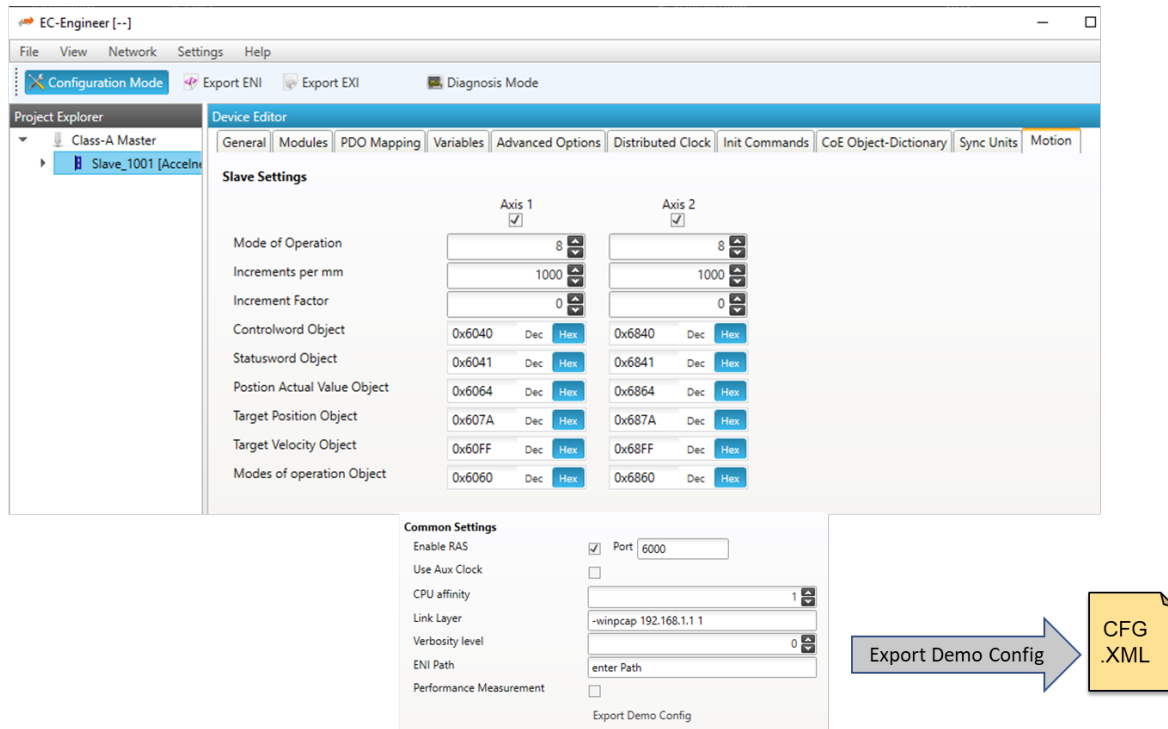 EC-Engineer [--]
File View Network Settings Help
Configuration Mode Export ENI Export EXI Diagnosis Mode
Project Explorer
Class-A Master
Slave_1001 [Accelne
Device Editor
General Modules PDO Mapping Variables Advanced Options Distributed Clock Init Commands CoE Object-Dictionary Sync Units Motion
Slave Settings
Axis 1 Axis 2
Mode of Operation 8 8
Increments per mm 1000 1000
Increment Factor 0 0
Controlword Object 0x6040 Dec Hex 0x6840 Dec Hex
Statusword Object 0x6041 Dec Hex 0x6841 Dec Hex
Postion Actual Value Object 0x6064 Dec Hex 0x6864 Dec Hex
Target Position Object 0x607A Dec Hex 0x687A Dec Hex
Target Velocity Object 0x60FF Dec Hex 0x68FF Dec Hex
Modes of operation Object 0x6060 Dec Hex 0x6860 Dec Hex
Common Settings
Enable RAS Port 6000
Use Aux Clock
CPU affinity 1
Link Layer -winpcap 192.168.1.1 1
Verbosity level 0
ENI Path enter Path
Performance Measurement
Export Demo Config
Export Demo Config
CFG
.XML